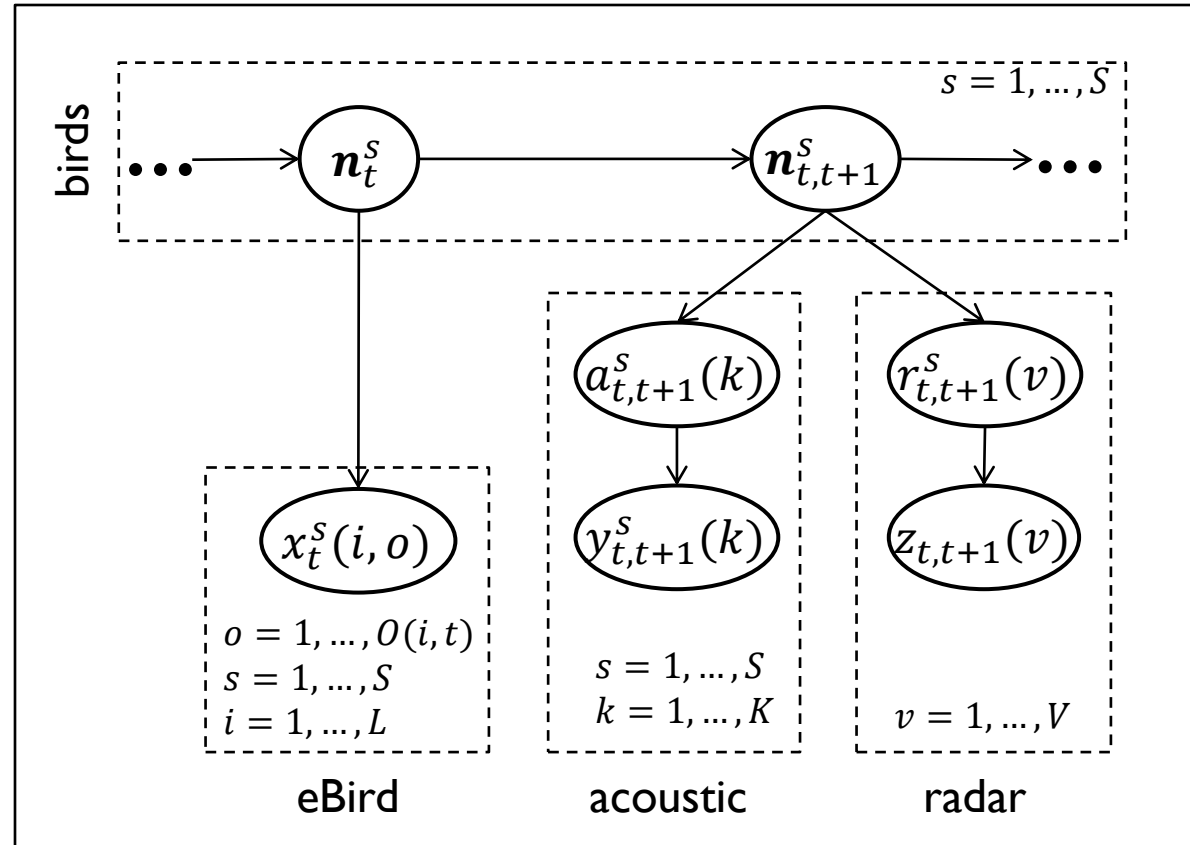 birds
s = 1, ..., S
... n_t^s n_{t,t+1}^s ...
a_{t,t+1}^s(k) r_{t,t+1}^s(v)
x_t^s(i, o) y_{t,t+1}^s(k) z_{t,t+1}(v)
o = 1, ..., O(i, t)
s = 1, ..., S
i = 1, ..., L
s = 1, ..., S
k = 1, ..., K
v = 1, ..., V
eBird acoustic radar